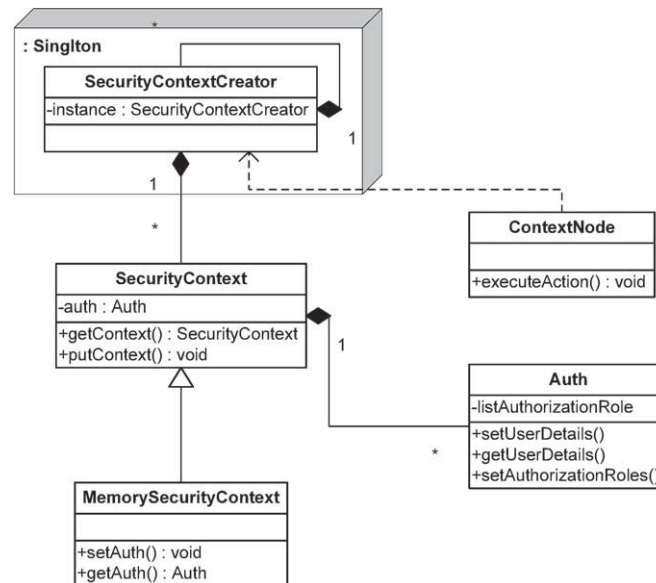 *
: Singlton
SecurityContextCreator
-instance : SecurityContextCreator
1
1
*
ContextNode
+executeAction() : void
SecurityContext
-auth : Auth
+getContext() : SecurityContext
+putContext() : void
1
Auth
-listAuthorizationRole
+setUserDetails()
+getUserDetails()
+setAuthorizationRoles()
*
MemorySecurityContext
+setAuth() : void
+getAuth() : Auth